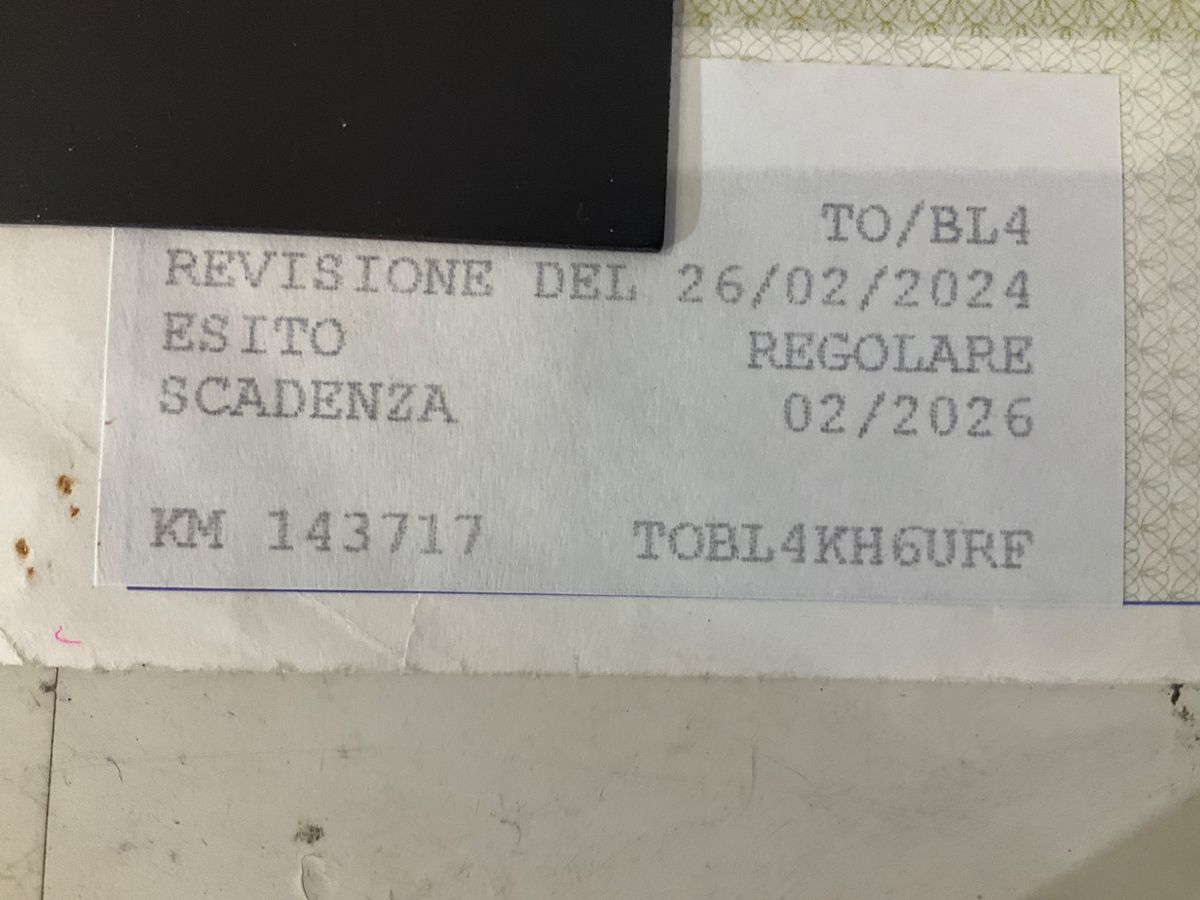 TO/BL4
REVISIONE DEL 26/02/2024
ESITO REGOLARE
SCADENZA 02/2026
KM 143717 TOBL4KH6URF